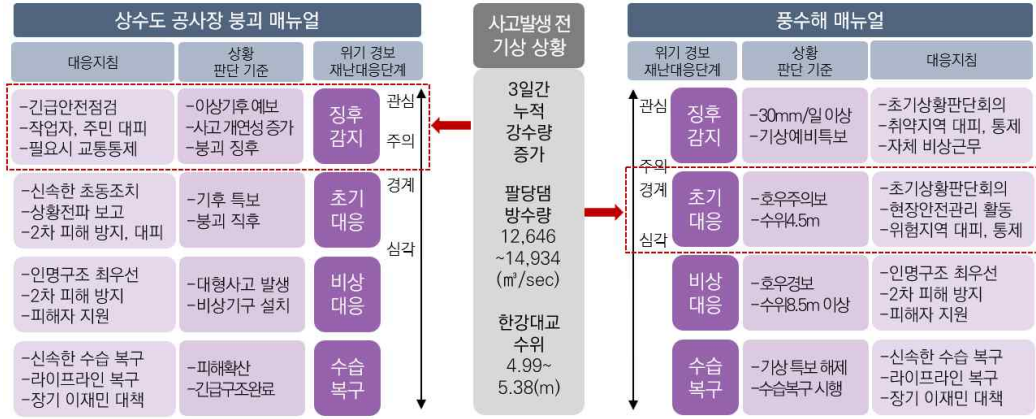 상수도 공사장 붕괴 매뉴얼
대응지침
상황
판단 기준
위기 경보
재난대응단계
-긴급안전점검
-작업자, 주민 대피
-필요시 교통통제
-이상기후 예보
-사고 개연성 증가
-붕괴 징후
징후
감지
관심
주의
-신속한 초동조치
-상황전파 보고
-2차 피해 방지, 대피
-기후 특보
-붕괴 직후
초기
대응
경계
심각
-인명구조 최우선
-2차 피해 방지
-피해자 지원
-대형사고 발생
-비상기구 설치
비상
대응
-신속한 수습 복구
-라이프라인 복구
-장기 이재민 대책
-피해확산
-긴급구조완료
수습
복구
사고발생 전
기상 상황
3일간
누적
강수량
증가
팔당댐
방수량
12,646
~14,934
(㎥/sec)
한강대교
수위
4.99~
5.38(m)
풍수해 매뉴얼
위기 경보
재난대응단계
상황
판단 기준
대응지침
관심
주의
징후
감지
-30mm/일 이상
-기상예비특보
-초기상황판단회의
-취약지역 대피, 통제
-자체 비상근무
경계
심각
초기
대응
-호우주의보
-수위4.5m
-초기상황판단회의
-현장안전관리 활동
-위험지역 대피, 통제
비상
대응
-호우경보
-수위8.5m 이상
-인명구조 최우선
-2차 피해 방지
-피해자 지원
수습
복구
-기상 특보 해제
-수습복구 시행
-신속한 수습 복구
-라이프라인 복구
-장기 이재민 대책